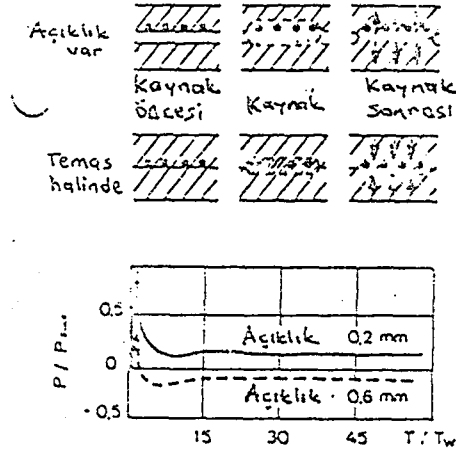 Açıklık
var
Kaynak
öncesi
Kaynak
Kaynak
sonrası
Temas
halinde
0,5
0
- 0,5
P / P
Açıklık 0,2 mm
Açıklık 0,6 mm
15 30 45 T / Tw